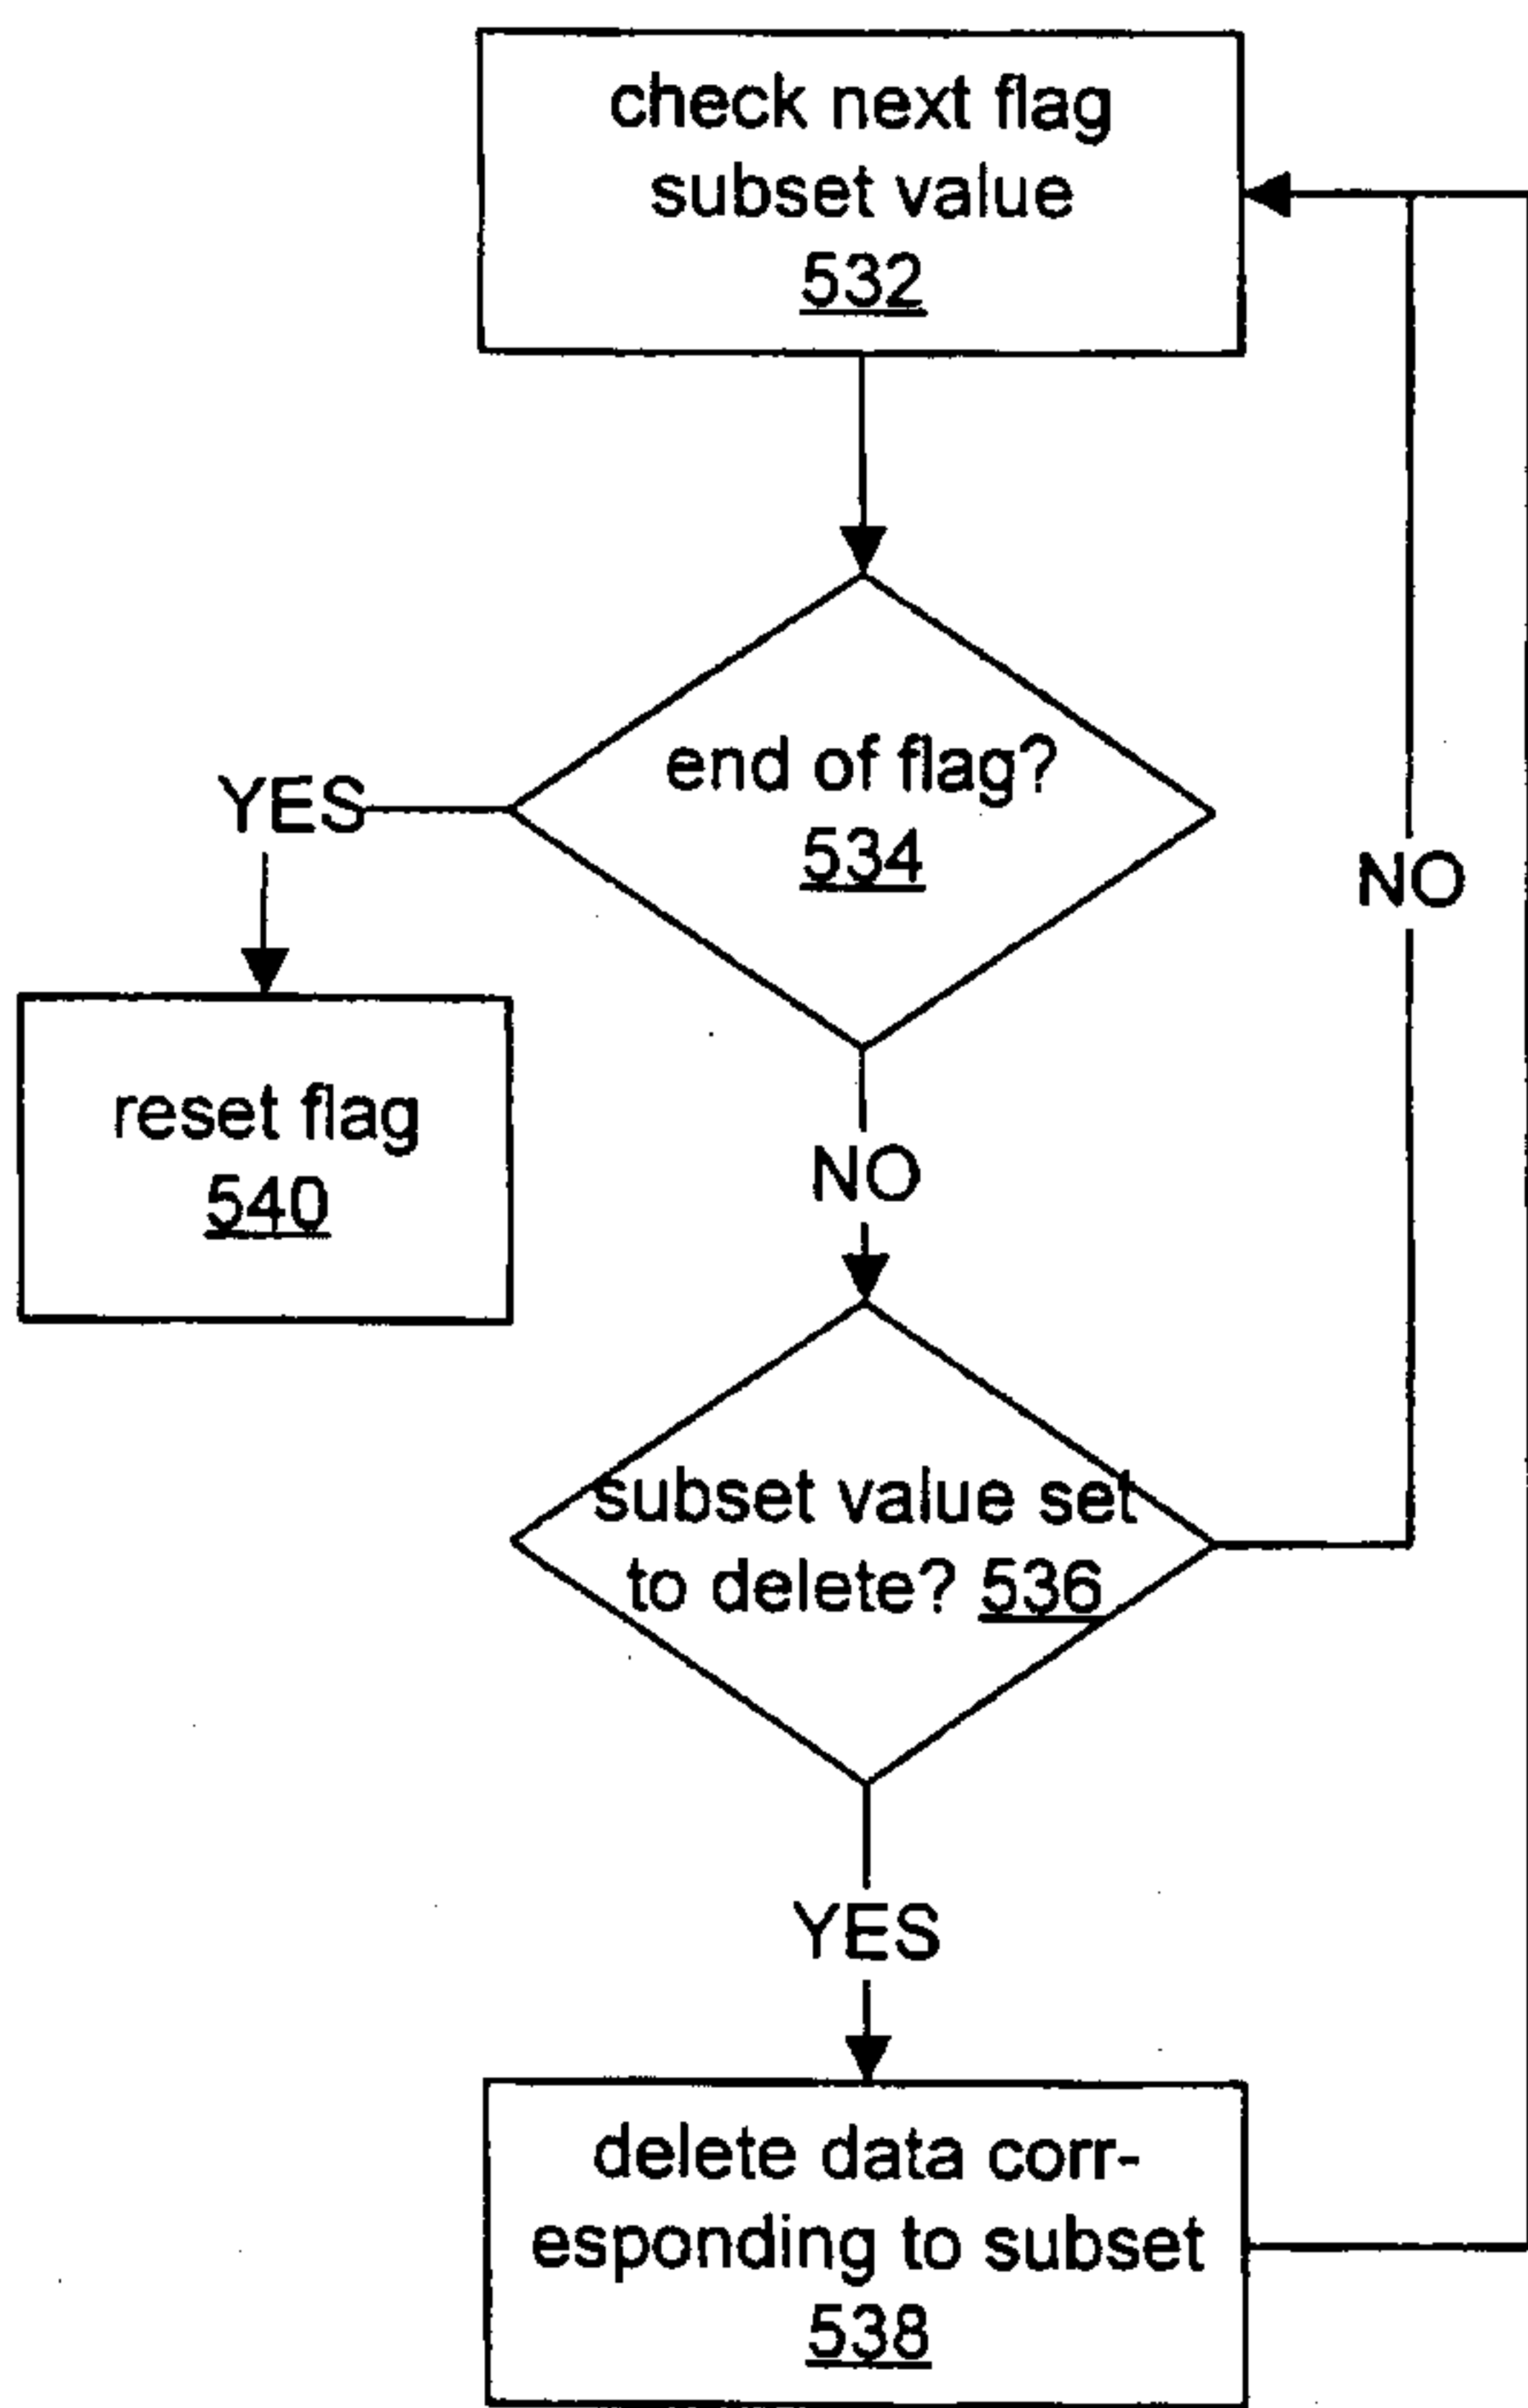 check next flag
subset value
532
end of flag?
534
YES
NO
reset flag
540
NO
subset value set
to delete? 536
YES
delete data corr-
esponding to subset
538